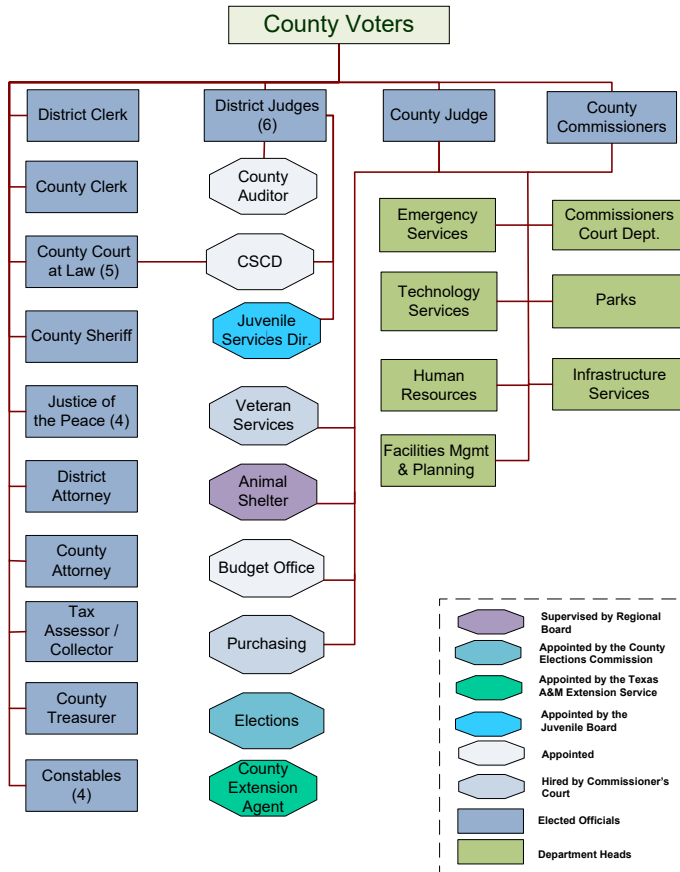 County Voters
District Clerk
District Judges
(6)
County Judge
County
Commissioners
County Clerk
County
Auditor
Emergency
Services
Commissioners
Court Dept.
County Court
at Law (5)
CSCD
Technology
Services
Parks
County Sheriff
Juvenile
Services Dir.
Human
Resources
Infrastructure
Services
Justice of
the Peace (4)
Veteran
Services
Facilities Mgmt
& Planning
District
Attorney
Animal
Shelter
County
Attorney
Budget Office
Tax
Assessor /
Collector
Purchasing
County
Treasurer
Elections
Constables
(4)
County
Extension
Agent
Supervised by Regional
Board
Appointed by the County
Elections Commission
Appointed by the Texas
A&M Extension Service
Appointed by the
Juvenile Board
Appointed
Hired by Commissioner's
Court
Elected Officials
Department Heads